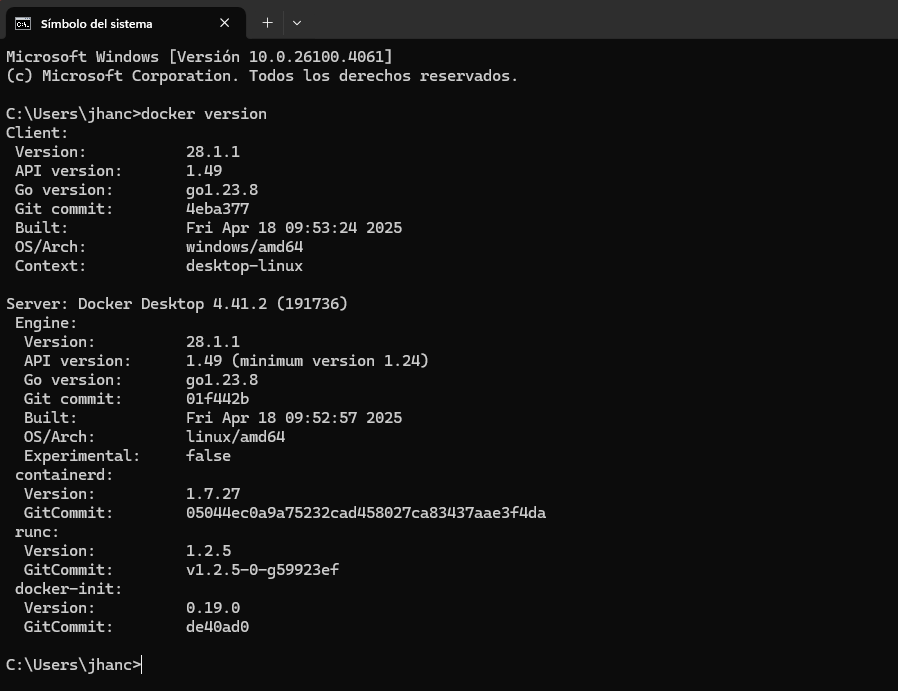 Símbolo del sistema
Microsoft Windows [Versión 10.0.26100.4061]
(c) Microsoft Corporation. Todos los derechos reservados.
C:\Users\jhanc>docker version
Client:
 Version:           28.1.1
 API version:       1.49
 Go version:        go1.23.8
 Git commit:        4eba377
 Built:             Fri Apr 18 09:53:24 2025
 OS/Arch:           windows/amd64
 Context:           desktop-linux
Server: Docker Desktop 4.41.2 (191736)
 Engine:
  Version:          28.1.1
  API version:      1.49 (minimum version 1.24)
  Go version:       go1.23.8
  Git commit:       01f442b
  Built:            Fri Apr 18 09:52:57 2025
  OS/Arch:          linux/amd64
  Experimental:     false
 containerd:
  Version:          1.7.27
  GitCommit:        05044ec0a9a75232cad458027ca83437aae3f4da
 runc:
  Version:          1.2.5
  GitCommit:        v1.2.5-0-g59923ef
 docker-init:
  Version:          0.19.0
  GitCommit:        de40ad0
C:\Users\jhanc>